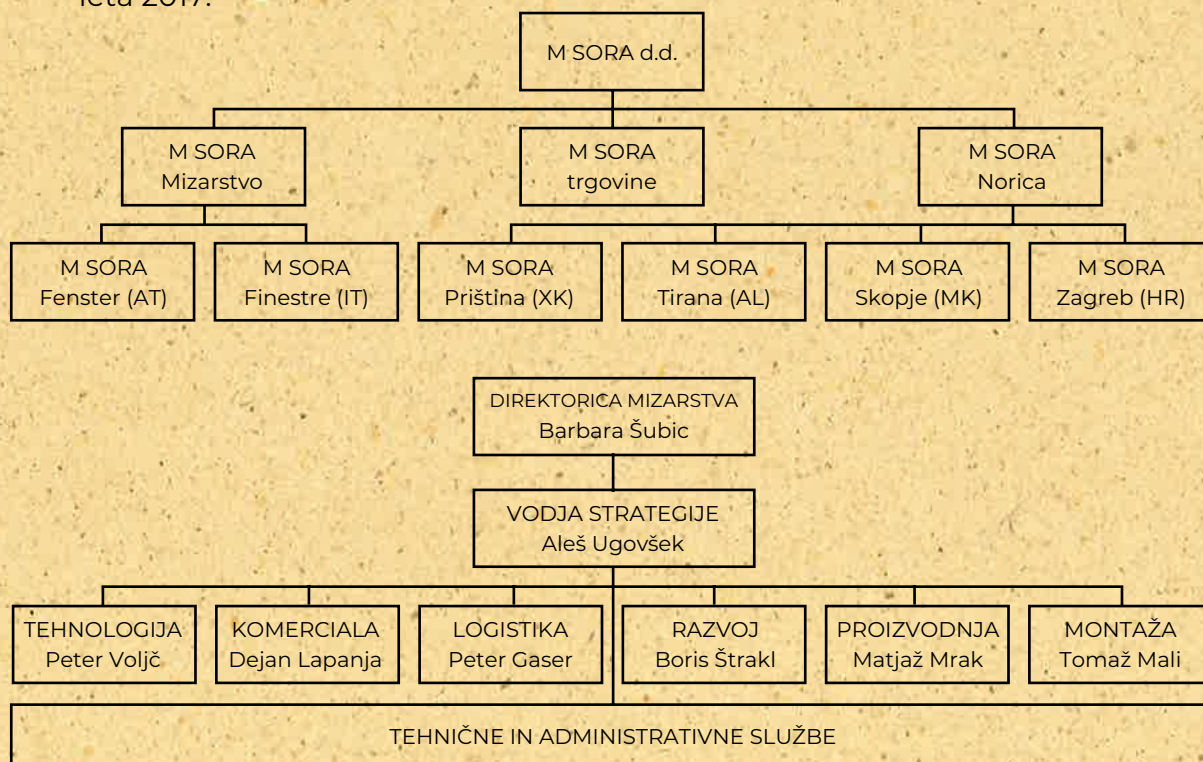 leta 2017.
M SORA d.d.
M SORA
Mizarstvo
M SORA
trgovine
M SORA
Norica
M SORA
Fenster (AT)
M SORA
Finestre (IT)
M SORA
Priština (XK)
M SORA
Tirana (AL)
M SORA
Skopje (MK)
M SORA
Zagreb (HR)
DIREKTORICA MIZARSTVA
Barbara Šubic
VODJA STRATEGIJE
Aleš Ugovšek
TEHNOLOGIJA
Peter Voljč
KOMERCIALA
Dejan Lapanja
LOGISTIKA
Peter Gaser
RAZVOJ
Boris Štrakl
PROIZVODNJA
Matjaž Mrak
MONTAŽA
Tomaž Mali
TEHNIČNE IN ADMINISTRATIVNE SLUŽBE